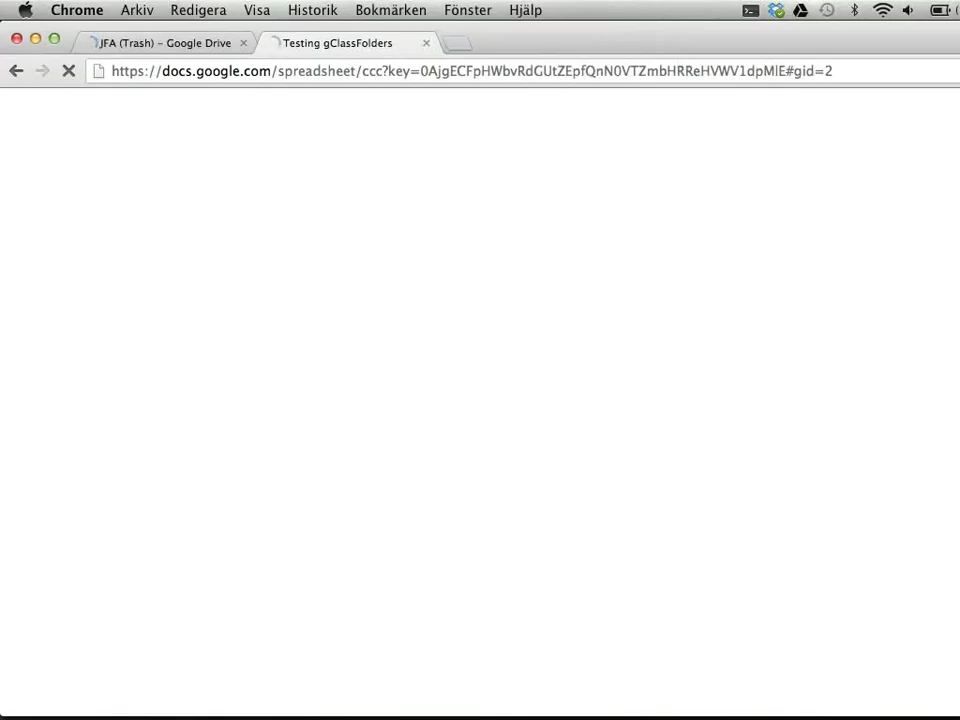 Chrome Arkiv Redigera Visa Historik Bokmärken Fönster Hjälp
JFA (Trash) – Google Drive Testing gClassFolders
https://docs.google.com/spreadsheet/ccc?key=0AjgECFpHWbvRdGUtZEpfQnN0VTZmbHRReHVWV1dpMlE#gid=2